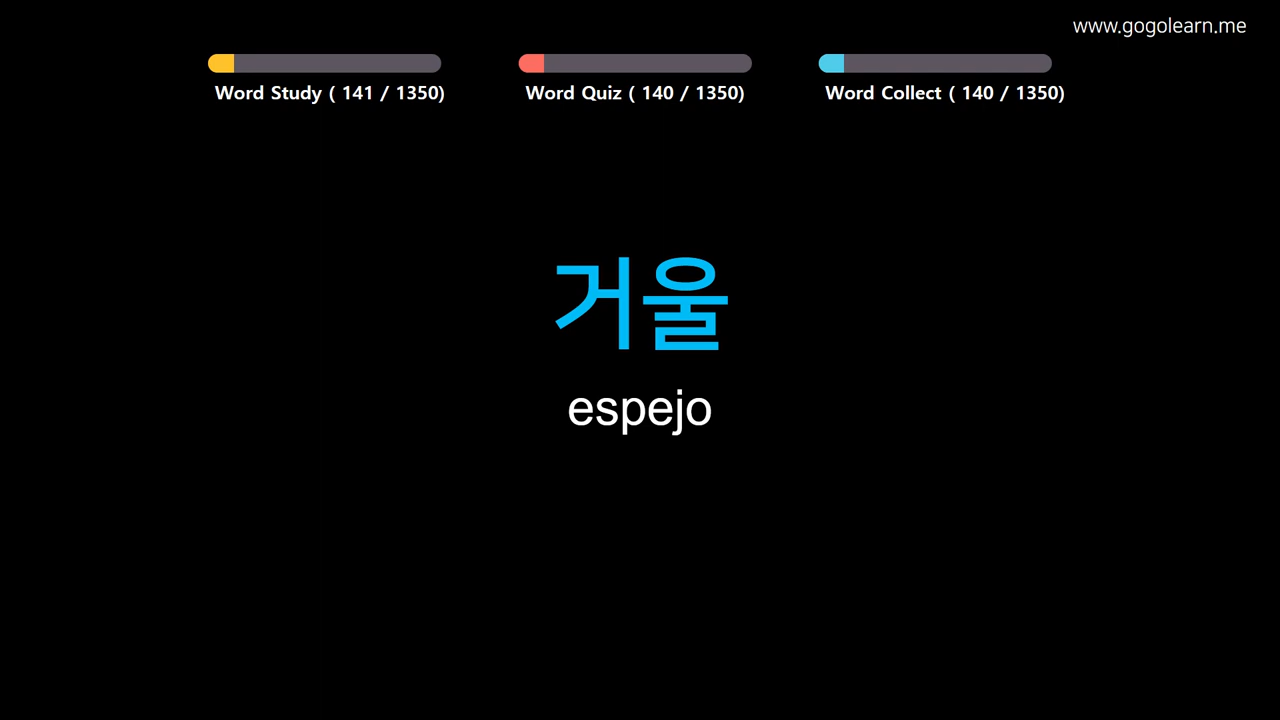 www.gogolearn.me
Word Study ( 141 / 1350)
Word Quiz ( 140 / 1350)
Word Collect ( 140 / 1350)
거울
espejo